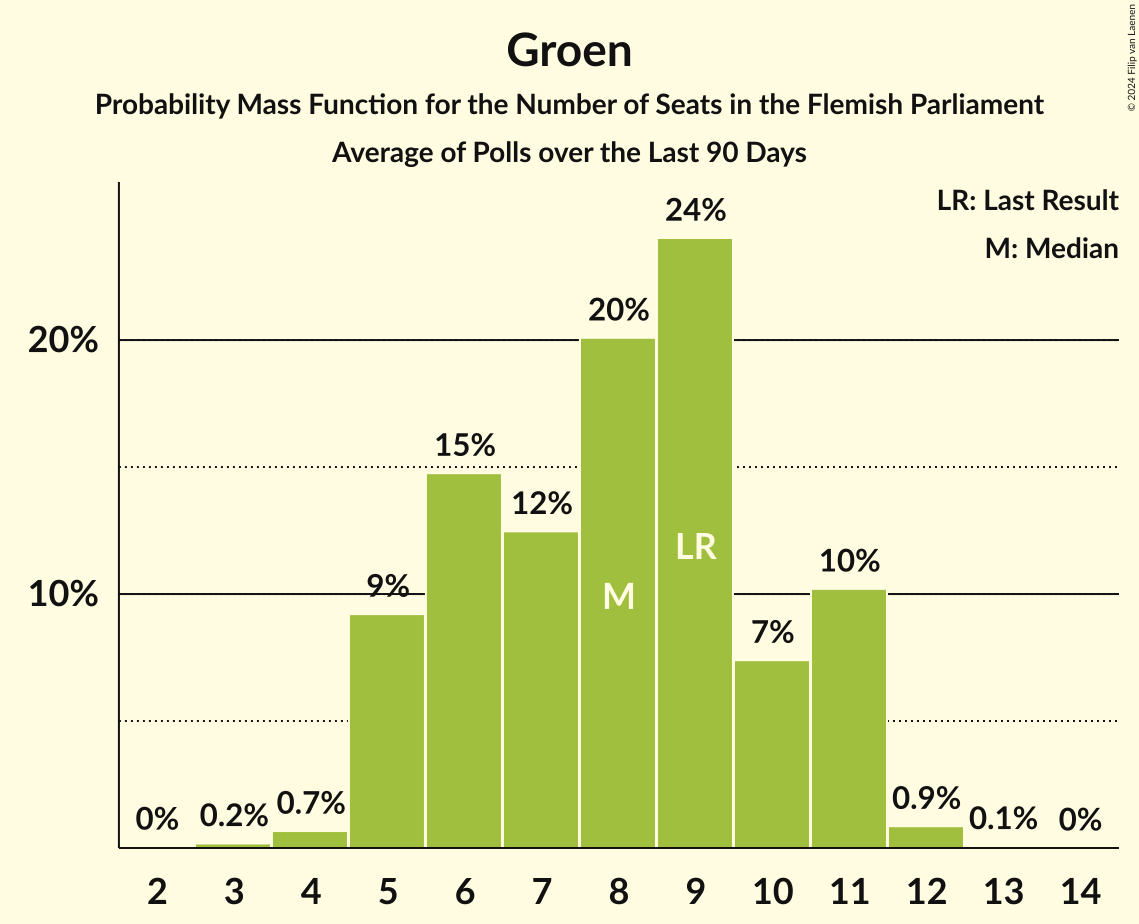 Groen
Probability Mass Function for the Number of Seats in the Flemish Parliament
Average of Polls over the Last 90 Days
© 2024 Filip van Laenen
LR: Last Result
M: Median
24%
20%
20%
15%
12%
LR
10%
9%
10%
M
7%
0%
0.2%
0.7%
0.9%
0.1%
0%
2 3 4 5 6 7 8 9 10 11 12 13 14